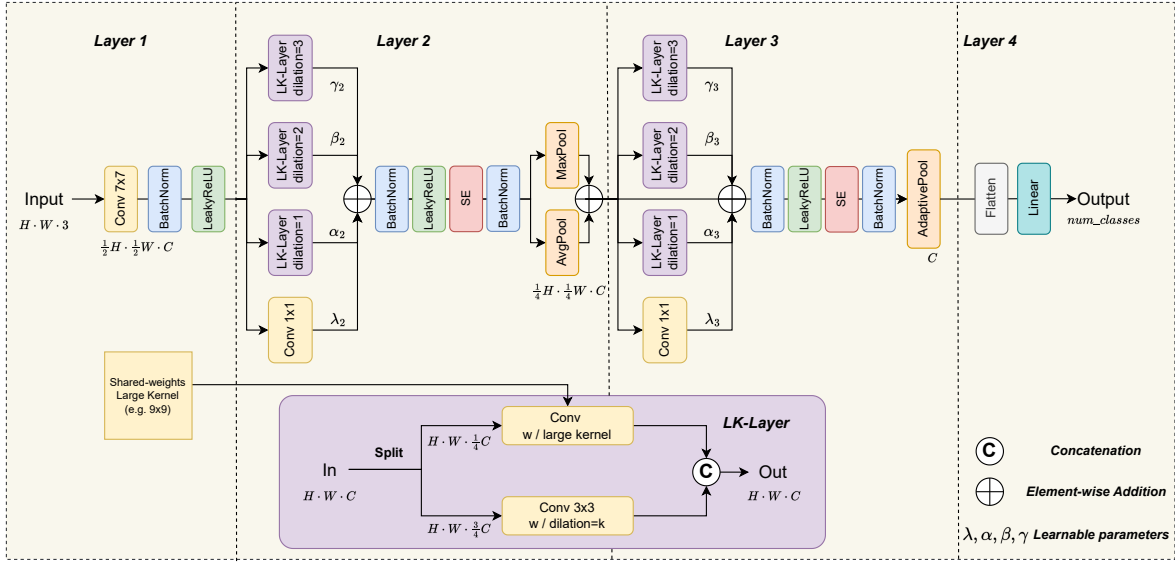 Layer 1
Layer 2
Layer 3
Layer 4
Input
H · W · 3
Conv 7x7
½H · ½W · C
BatchNorm
LeakyReLU
LK-Layer
dilation=3
γ₂
LK-Layer
dilation=2
β₂
LK-Layer
dilation=1
α₂
Conv 1x1
λ₂
BatchNorm
LeakyReLU
SE
BatchNorm
MaxPool
AvgPool
¼H · ¼W · C
LK-Layer
dilation=3
γ₃
LK-Layer
dilation=2
β₃
LK-Layer
dilation=1
α₃
Conv 1x1
λ₃
BatchNorm
LeakyReLU
SE
BatchNorm
AdaptivePool
C
Flatten
Linear
Output
num_classes
Shared-weights
Large Kernel
(e.g. 9x9)
LK-Layer
In
H · W · C
Split
H · W · ¼C
Conv
w / large kernel
H · W · ¾C
Conv 3x3
w / dilation=k
C
Out
H · W · C
C
Concatenation
Element-wise Addition
λ, α, β, γ Learnable parameters